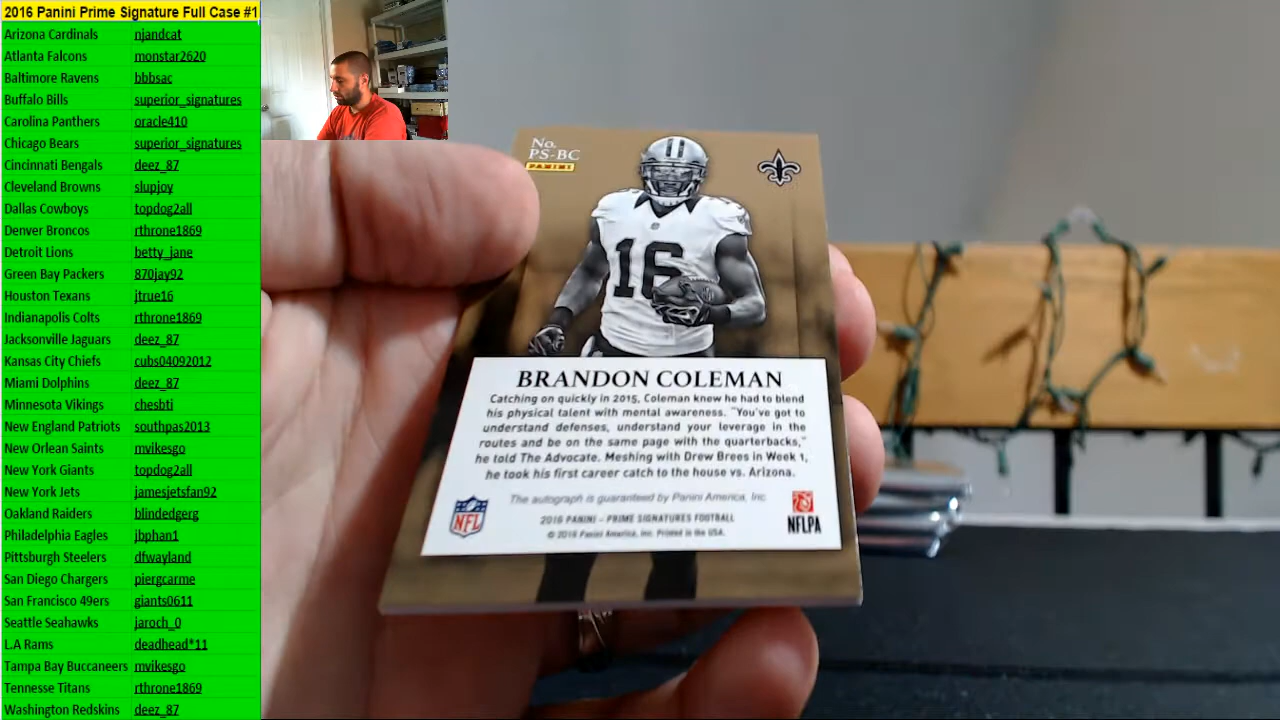 2016 Panini Prime Signature Full Case #1
Arizona Cardinals njandcat
Atlanta Falcons monstar2620
Baltimore Ravens bbbsac
Buffalo Bills superior_signatures
Carolina Panthers oracle410
Chicago Bears superior_signatures
Cincinnati Bengals deez_87
Cleveland Browns slupjoy
Dallas Cowboys topdog2all
Denver Broncos rthrone1869
Detroit Lions betty_jane
Green Bay Packers 870jay92
Houston Texans jtrue16
Indianapolis Colts rthrone1869
Jacksonville Jaguars deez_87
Kansas City Chiefs cubs04092012
Miami Dolphins deez_87
Minnesota Vikings chesbti
New England Patriots southpas2013
New Orlean Saints mvikesgo
New York Giants topdog2all
New York Jets jamesjetsfan92
Oakland Raiders blindedgerg
Philadelphia Eagles jbphan1
Pittsburgh Steelers dfwayland
San Diego Chargers piergcarme
San Francisco 49ers giants0611
Seattle Seahawks jaroch_0
L.A Rams deadhead*11
Tampa Bay Buccaneers mvikesgo
Tennesse Titans rthrone1869
Washington Redskins deez_87
No.
PS-BC
PANINI
16
BRANDON COLEMAN
Catching on quickly in 2015, Coleman knew he had to blend
his physical talent with mental awareness. "You've got to
understand defenses, understand your leverage in the
routes and be on the same page with the quarterbacks,"
he told The Advocate. Meshing with Drew Brees in Week 1,
he took his first career catch to the house vs. Arizona.
The autograph is guaranteed by Panini America, Inc.
2016 PANINI – PRIME SIGNATURES FOOTBALL
© 2016 Panini America, Inc. Printed in the USA.
NFL
NFLPA